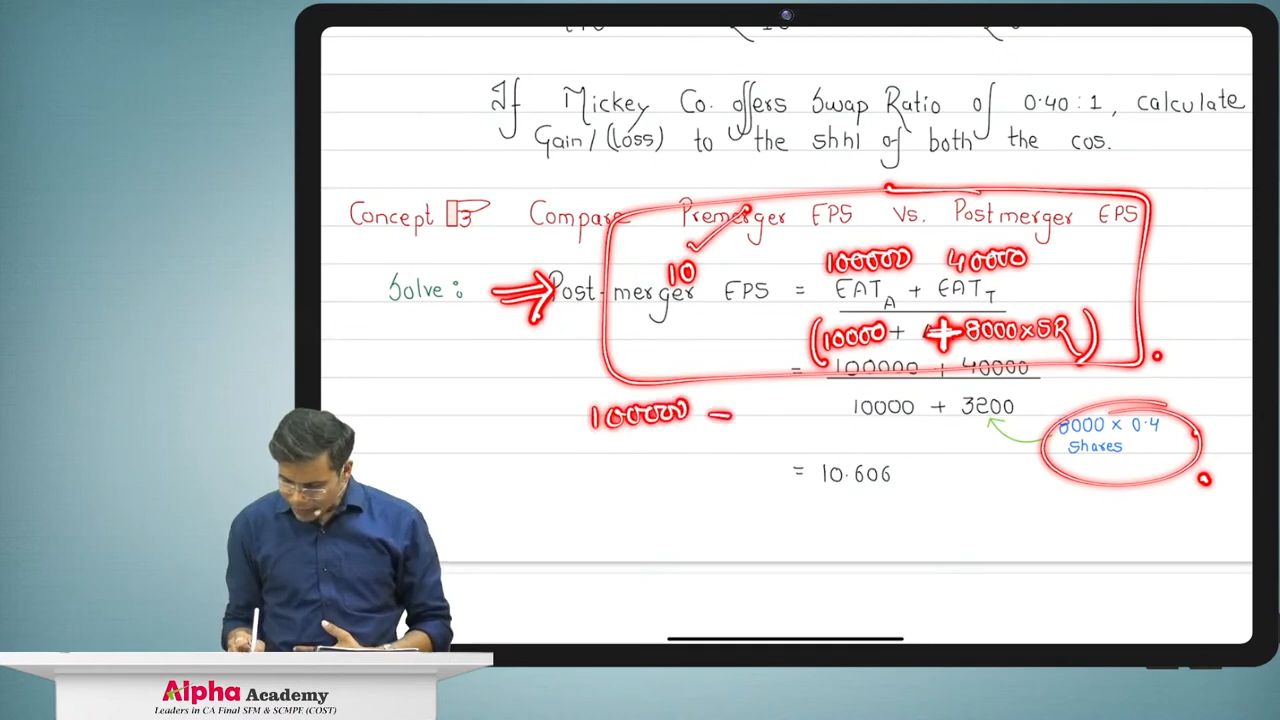 If Mickey Co. offers Swap Ratio of 0.40 : 1, calculate
Gain / (loss) to the shhl of both the cos.
Concept Compare Premerger EPS Vs. Postmerger EPS
100000 40000
10
Solve : Post-merger EPS = EAT_A + EAT_T
(10000 + 8000 × SR)
= 100000 + 40000
100000 -
10000 + 3200
8000 × 0.4
Shares
= 10.606
Alpha Academy
Leaders in CA Final SFM & SCMPE (COST)